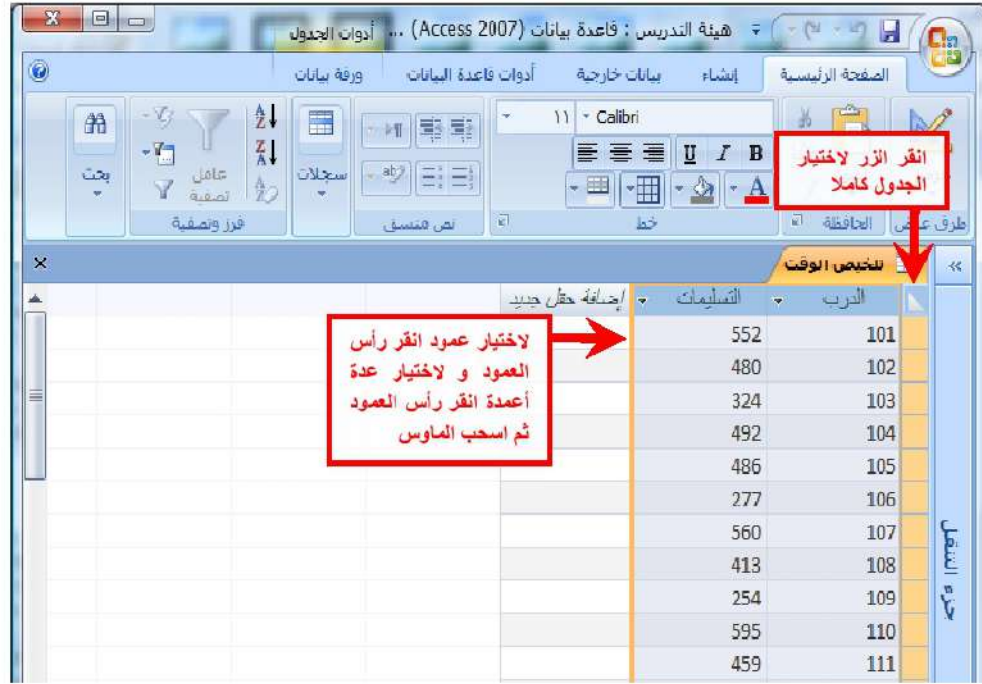 هيئة التدريس : قاعدة بيانات (Access 2007) ... أدوات الجدول
الصفحة الرئيسية إنشاء بيانات خارجية أدوات قاعدة البيانات ورقة بيانات
Calibri ١١
B I U
A
سجلات
عامل تصفية
بحث
طرق عرض الحافظة خط نص منسق فرز وتصفية
انقر الزر لاختيار
الجدول كاملا
تلخيص الوقت
الدرب التسليمات إضافة حقل جديد
101 552
102 480
103 324
104 492
105 486
106 277
107 560
108 413
109 254
110 595
111 459
لاختيار عمود انقر رأس
العمود و لاختيار عدة
أعمدة انقر رأس العمود
ثم اسحب الماوس
جزء التنقل